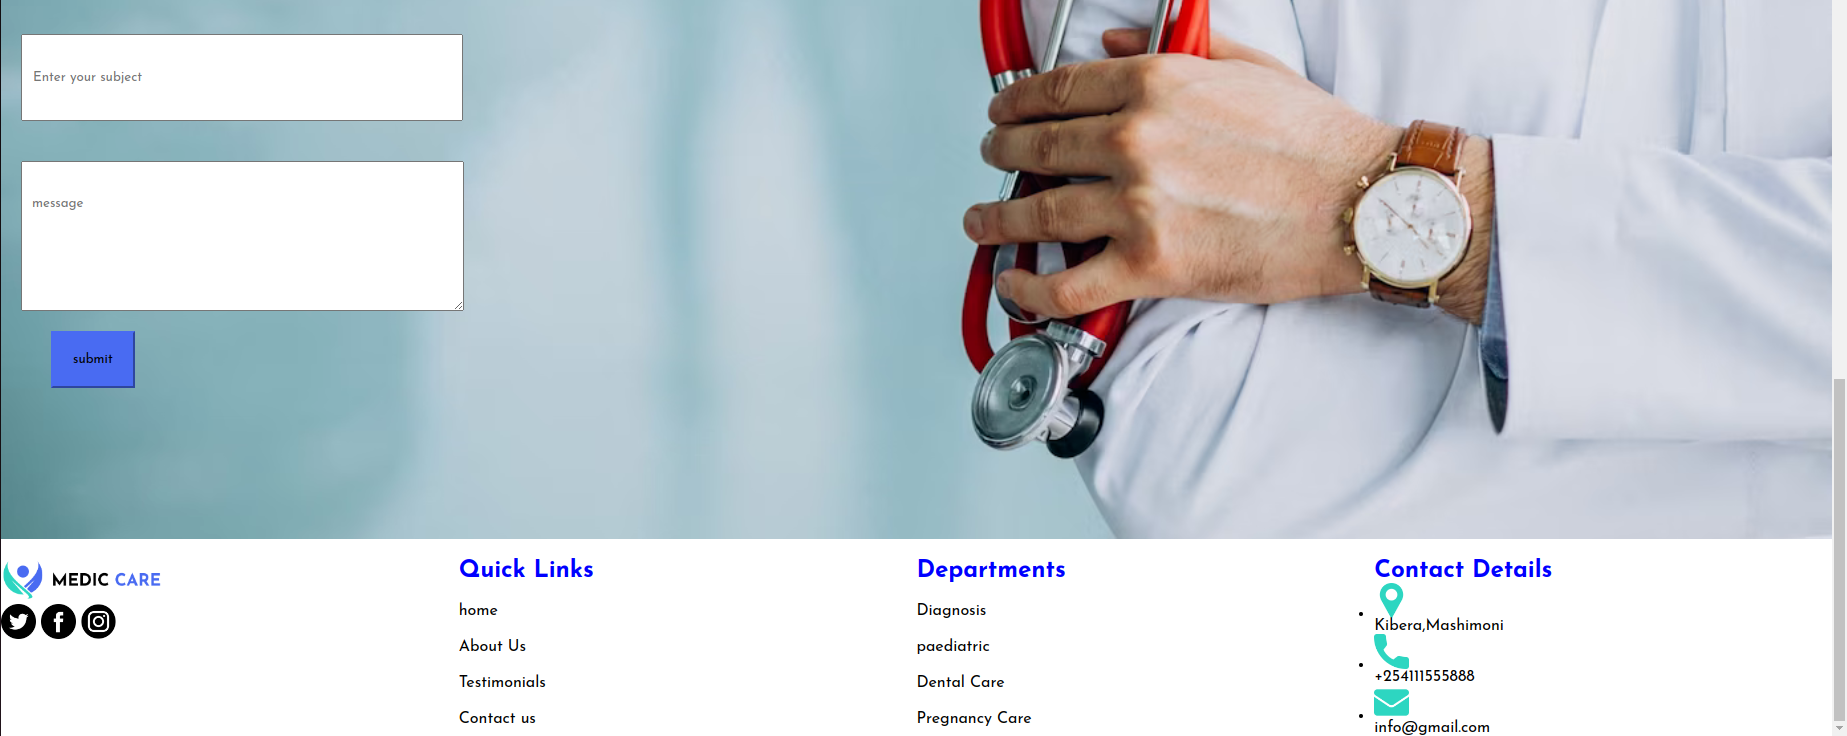 Enter your subject
message
submit
MEDIC CARE
Quick Links
home
About Us
Testimonials
Contact us
Departments
Diagnosis
paediatric
Dental Care
Pregnancy Care
Contact Details
Kibera,Mashimoni
+254111555888
info@gmail.com